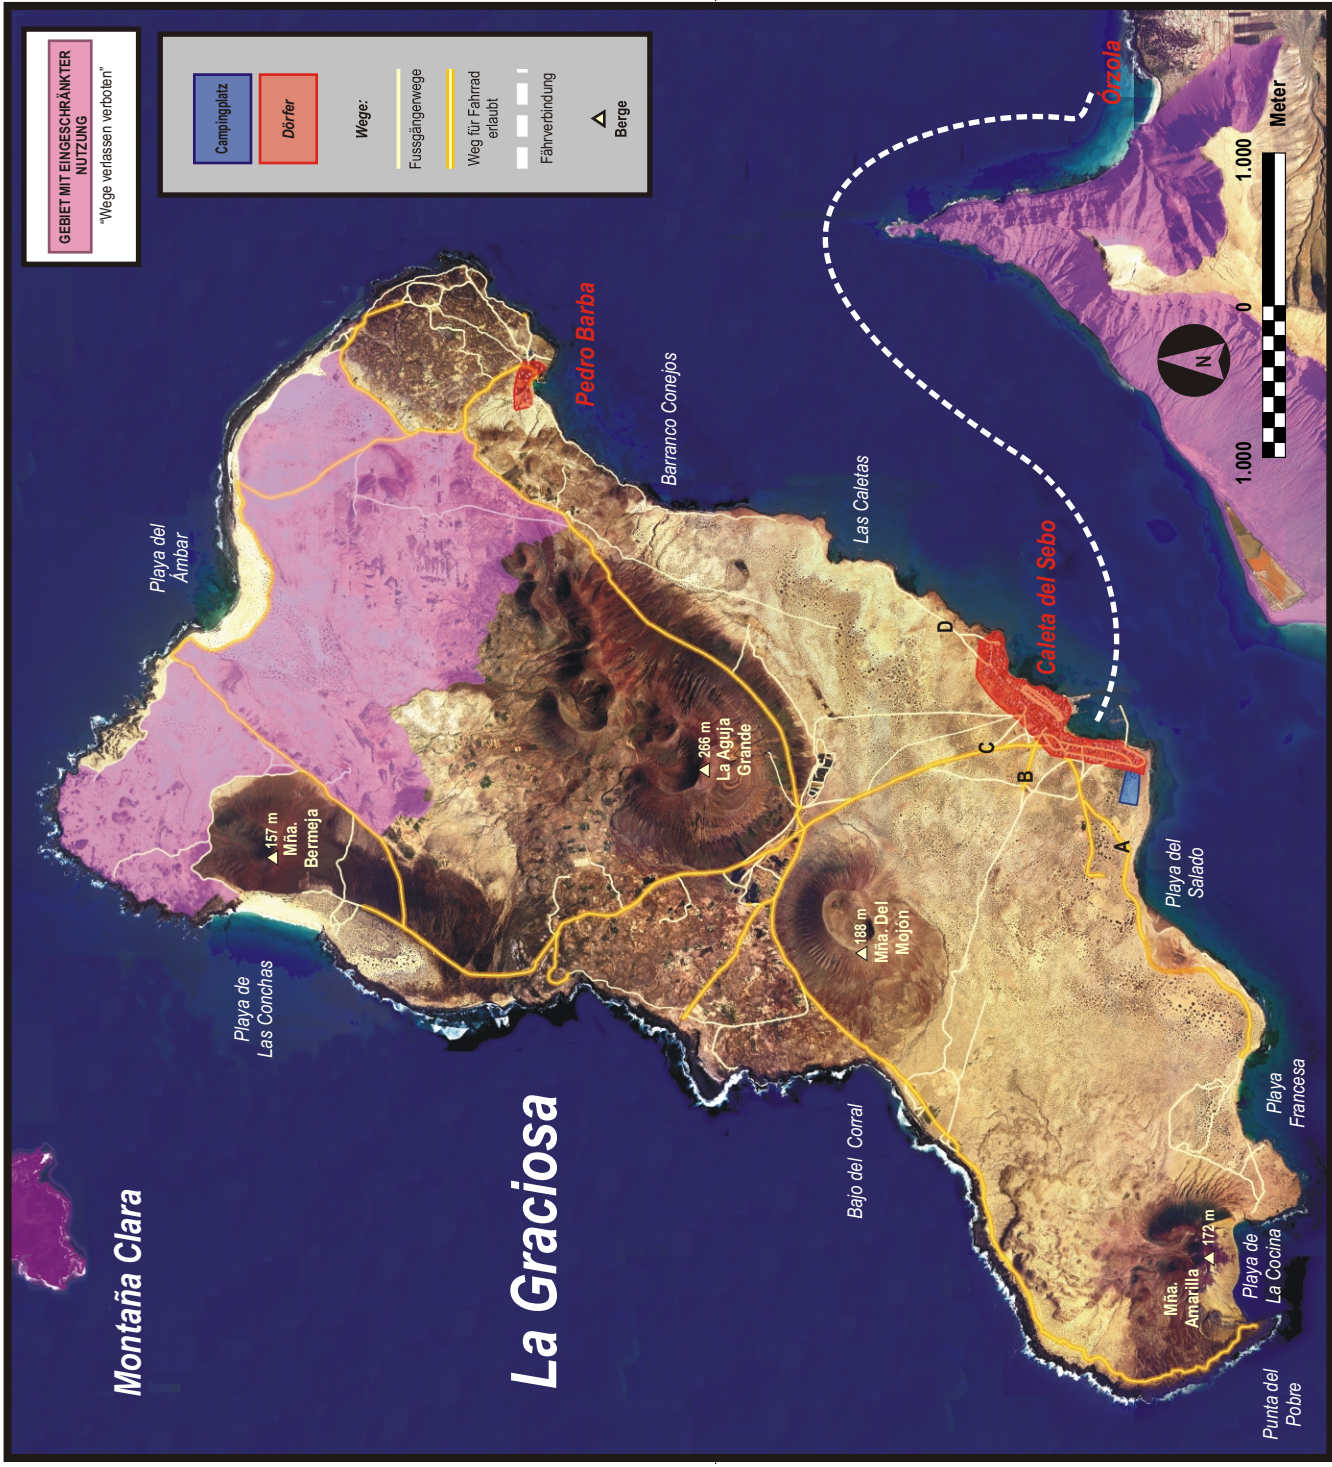 GEBIET MIT EINGESCHRÄNKTER
NUTZUNG
"Wege verlassen verboten"
Campingplatz
Dörfer
Wege:
Fussgängerwege
Weg für Fahrrad
erlaubt
Fährverbindung
Berge
Montaña Clara
La Graciosa
Playa del
Ámbar
Playa de
Las Conchas
157 m
Mña.
Bermeja
266 m
La Aguja
Grande
188 m
Mña. Del
Mojón
172 m
Mña.
Amarilla
Pedro Barba
Barranco Conejos
Las Caletas
Caleta del Sebo
Órzola
D
C
B
A
Playa del
Salado
Bajo del Corral
Playa
Francesa
Playa de
La Cocina
Punta del
Pobre
N
1.000
0
1.000
Meter